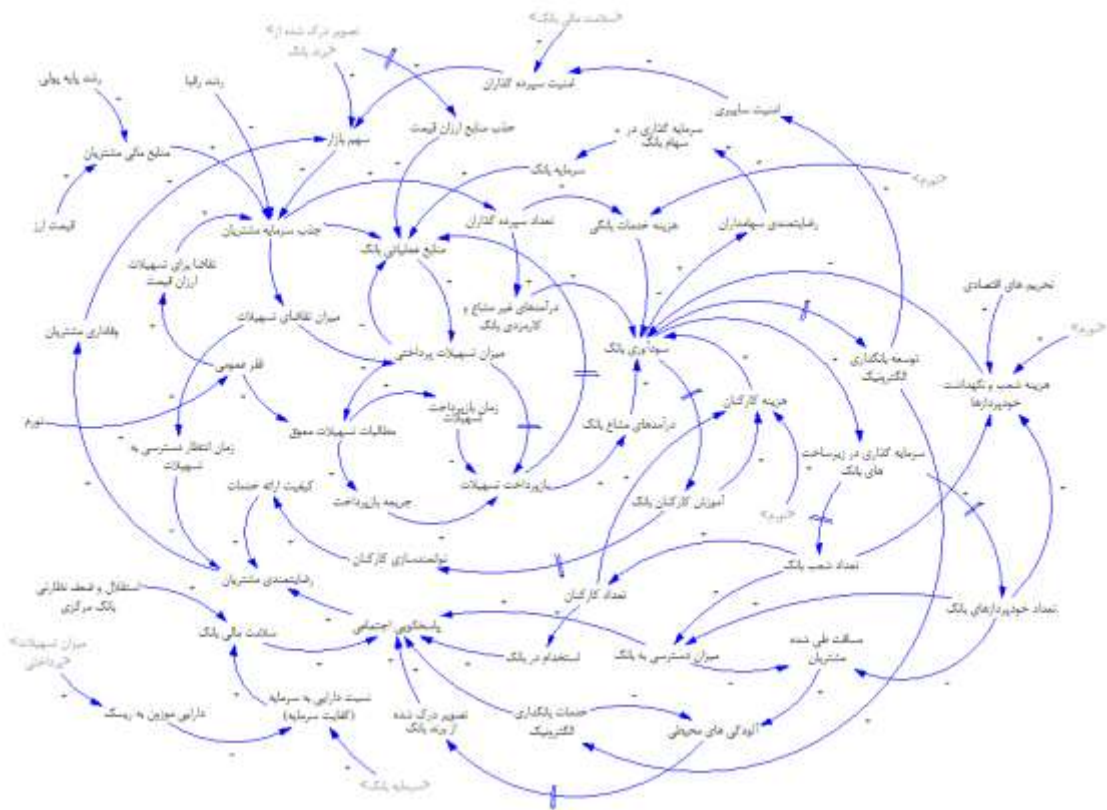 <سلامت مالی بانک>
<تصویر درک شده از
برند بانک>
رشد رقبا
رشد پایه پولی
امنیت سپرده گذاران
امنیت سایبری
جذب منابع ارزان قیمت
سرمایه گذاری در
سهام بانک
سهم بازار
منابع مالی مشتریان
سرمایه بانک
<تورم>
قیمت ارز
جذب سرمایه مشتریان
تعداد سپرده گذاران
هزینه خدمات بانکی
رضایتمندی سهامداران
منابع عملیاتی بانک
تقاضا برای تسهیلات
ارزان قیمت
تحریم های اقتصادی
درآمدهای غیر مشاع و
کارمزدی بانک
میزان تقاضای تسهیلات
وفاداری مشتریان
<تورم>
میزان تسهیلات پرداختی
سودآوری بانک
توسعه بانکداری
الکترونیک
هزینه شعب و نگهداشت
خودپردازها
فقر عمومی
هزینه کارکنان
زمان بازپرداخت
تسهیلات
تورم
مطالبات تسهیلات معوق
درآمدهای مشاع بانک
زمان انتظار دسترسی به
تسهیلات
سرمایه گذاری در زیرساخت
های بانک
کیفیت ارائه خدمات
بازپرداخت تسهیلات
جریمه بازپرداخت
آموزش کارکنان بانک
<تورم>
توانمندسازی کارکنان
تعداد شعب بانک
رضایتمندی مشتریان
استقلال و ضعف نظارتی
بانک مرکزی
تعداد کارکنان
تعداد خودپردازهای بانک
سلامت مالی بانک
پاسخگویی اجتماعی
مسافت طی شده
مشتریان
<میزان تسهیلات
پرداختی>
استخدام در بانک
میزان دسترسی به بانک
نسبت دارایی به سرمایه
(کفایت سرمایه)
دارایی موزون به ریسک
تصویر درک شده
از برند بانک
خدمات بانکداری
الکترونیک
آلودگی های محیطی
<سرمایه بانک>